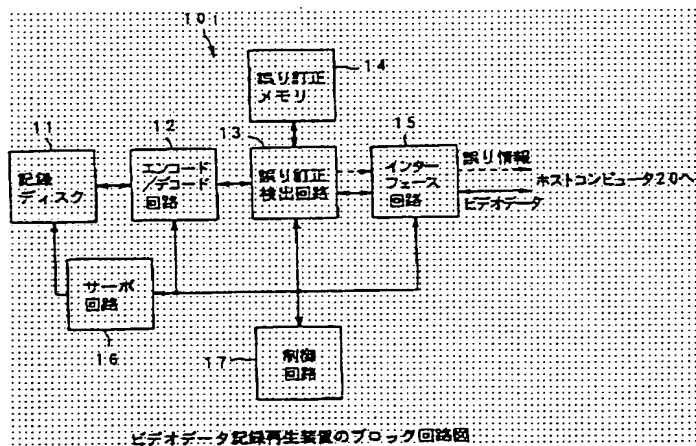 101
14
誤り訂正
メモリ
11
12
13
15
記録
ディスク
エンコード
/デコード
回路
誤り訂正
検出回路
インター
フェース
回路
誤り情報
ホストコンピュータ20へ
ビデオデータ
サーボ
回路
16
17
制御
回路
ビデオデータ記録再生装置のブロック回路図